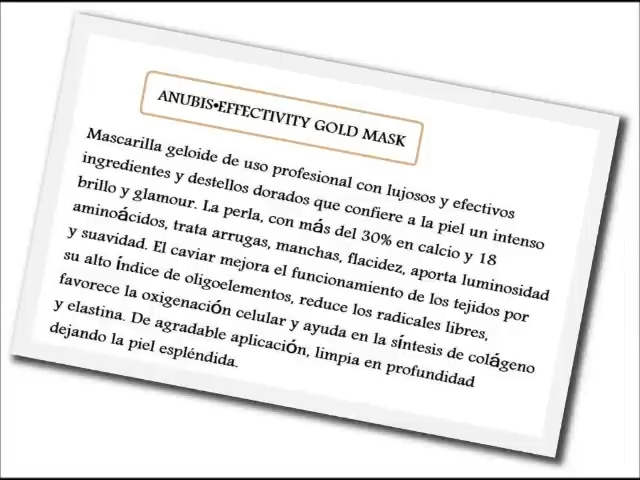 ANUBIS•EFFECTIVITY GOLD MASK
Mascarilla geloide de uso profesional con lujosos y efectivos
ingredientes y destellos dorados que confiere a la piel un intenso
brillo y glamour. La perla, con más del 30% en calcio y 18
aminoácidos, trata arrugas, manchas, flacidez, aporta luminosidad
y suavidad. El caviar mejora el funcionamiento de los tejidos por
su alto índice de oligoelementos, reduce los radicales libres,
favorece la oxigenación celular y ayuda en la síntesis de colágeno
y elastina. De agradable aplicación, limpia en profundidad
dejando la piel espléndida.